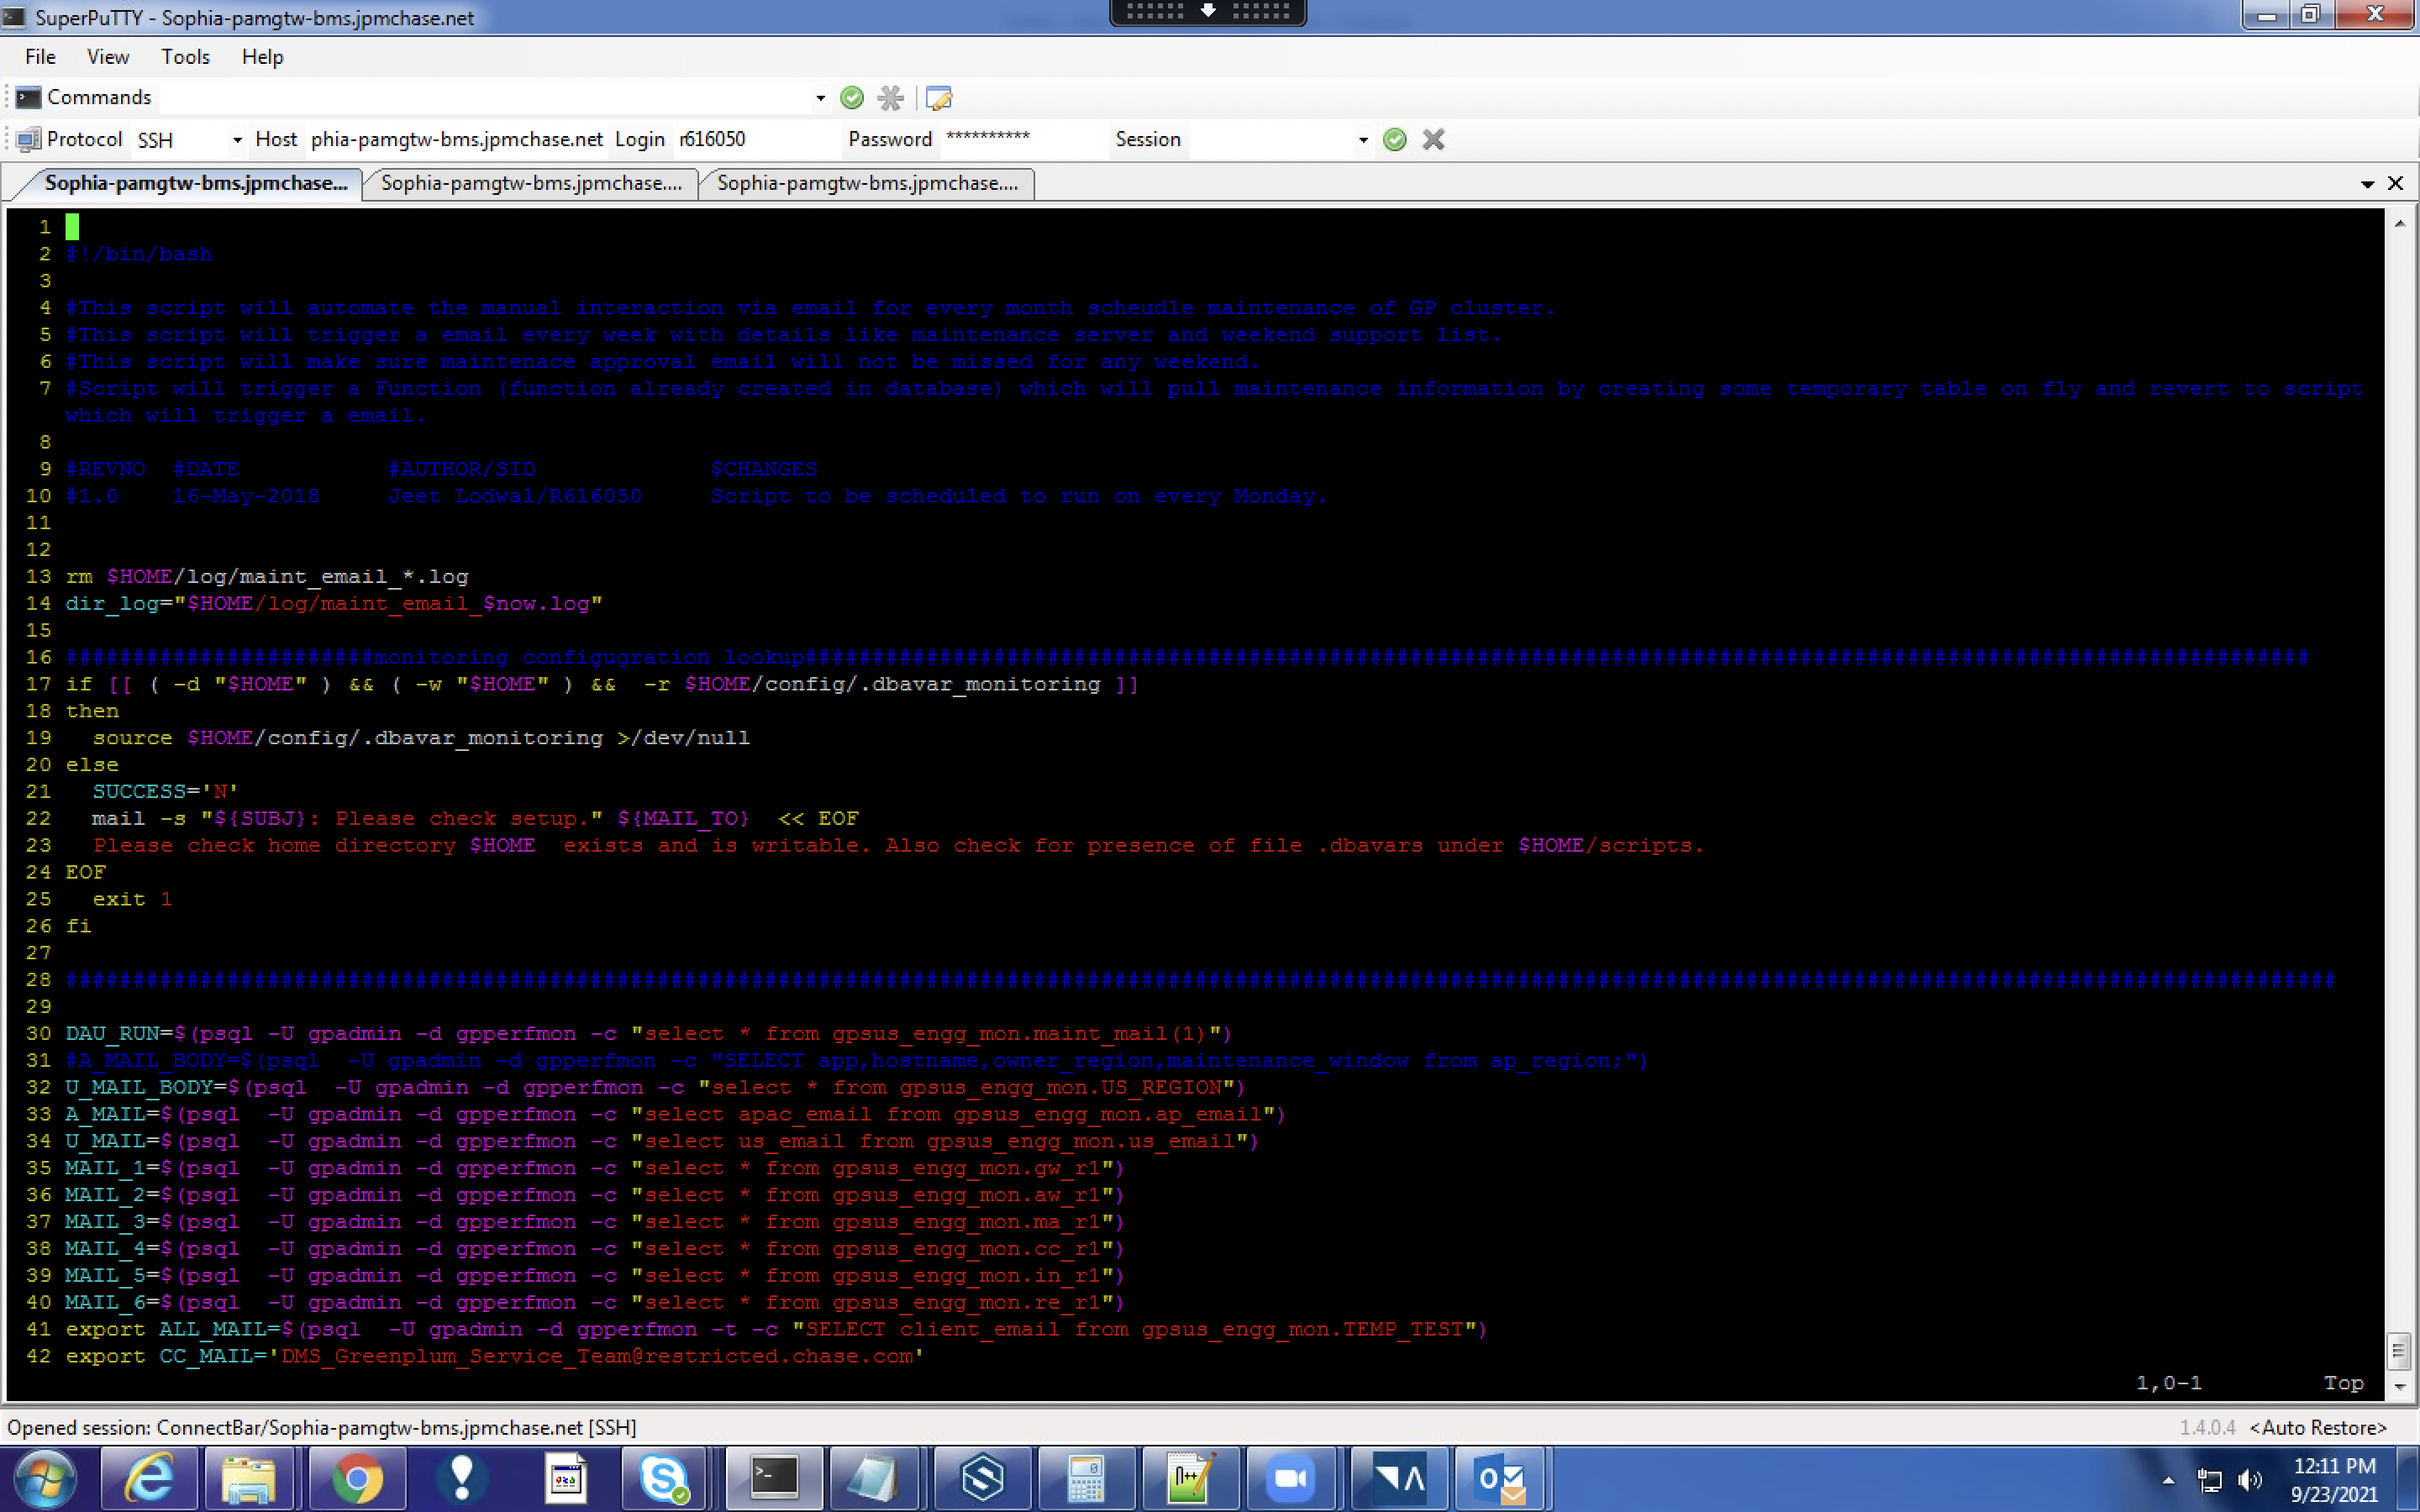 SuperPuTTY - Sophia-pamgtw-bms.jpmchase.net
File View Tools Help
Commands
Protocol SSH Host phia-pamgtw-bms.jpmchase.net Login r616050 Password ********** Session
Sophia-pamgtw-bms.jpmchase... Sophia-pamgtw-bms.jpmchase.... Sophia-pamgtw-bms.jpmchase....
1
2 #!/bin/bash
3
4 #This script will automate the manual interaction via email for every month scheudle maintenance of GP cluster.
5 #This script will trigger a email every week with details like maintenance server and weekend support list.
6 #This script will make sure maintenace approval email will not be missed for any weekend.
7 #Script will trigger a Function (function already created in database) which will pull maintenance information by creating some temporary table on fly and revert to script
which will trigger a email.
8
9 #REVNO #DATE #AUTHOR/SID $CHANGES
10 #1.0 16-May-2018 Jeet Lodwal/R616050 Script to be scheduled to run on every Monday.
11
12
13 rm $HOME/log/maint_email_*.log
14 dir_log="$HOME/log/maint_email_$now.log"
15
16 #######################monitoring configugration lookup################################################################################################################
17 if [[ ( -d "$HOME" ) && ( -w "$HOME" ) && -r $HOME/config/.dbavar_monitoring ]]
18 then
19 source $HOME/config/.dbavar_monitoring >/dev/null
20 else
21 SUCCESS='N'
22 mail -s "${SUBJ}: Please check setup." ${MAIL_TO} << EOF
23 Please check home directory $HOME exists and is writable. Also check for presence of file .dbavars under $HOME/scripts.
24 EOF
25 exit 1
26 fi
27
28 #########################################################################################################################################################################
29
30 DAU_RUN=$(psql -U gpadmin -d gpperfmon -c "select * from gpsus_engg_mon.maint_mail(1)")
31 #A_MAIL_BODY=$(psql -U gpadmin -d gpperfmon -c "SELECT app,hostname,owner_region,maintenance_window from ap_region;")
32 U_MAIL_BODY=$(psql -U gpadmin -d gpperfmon -c "select * from gpsus_engg_mon.US_REGION")
33 A_MAIL=$(psql -U gpadmin -d gpperfmon -c "select apac_email from gpsus_engg_mon.ap_email")
34 U_MAIL=$(psql -U gpadmin -d gpperfmon -c "select us_email from gpsus_engg_mon.us_email")
35 MAIL_1=$(psql -U gpadmin -d gpperfmon -c "select * from gpsus_engg_mon.gw_r1")
36 MAIL_2=$(psql -U gpadmin -d gpperfmon -c "select * from gpsus_engg_mon.aw_r1")
37 MAIL_3=$(psql -U gpadmin -d gpperfmon -c "select * from gpsus_engg_mon.ma_r1")
38 MAIL_4=$(psql -U gpadmin -d gpperfmon -c "select * from gpsus_engg_mon.cc_r1")
39 MAIL_5=$(psql -U gpadmin -d gpperfmon -c "select * from gpsus_engg_mon.in_r1")
40 MAIL_6=$(psql -U gpadmin -d gpperfmon -c "select * from gpsus_engg_mon.re_r1")
41 export ALL_MAIL=$(psql -U gpadmin -d gpperfmon -t -c "SELECT client_email from gpsus_engg_mon.TEMP_TEST")
42 export CC_MAIL='DMS_Greenplum_Service_Team@restricted.chase.com'
1,0-1 Top
Opened session: ConnectBar/Sophia-pamgtw-bms.jpmchase.net [SSH] 1.4.0.4 <Auto Restore>
12:11 PM
9/23/2021